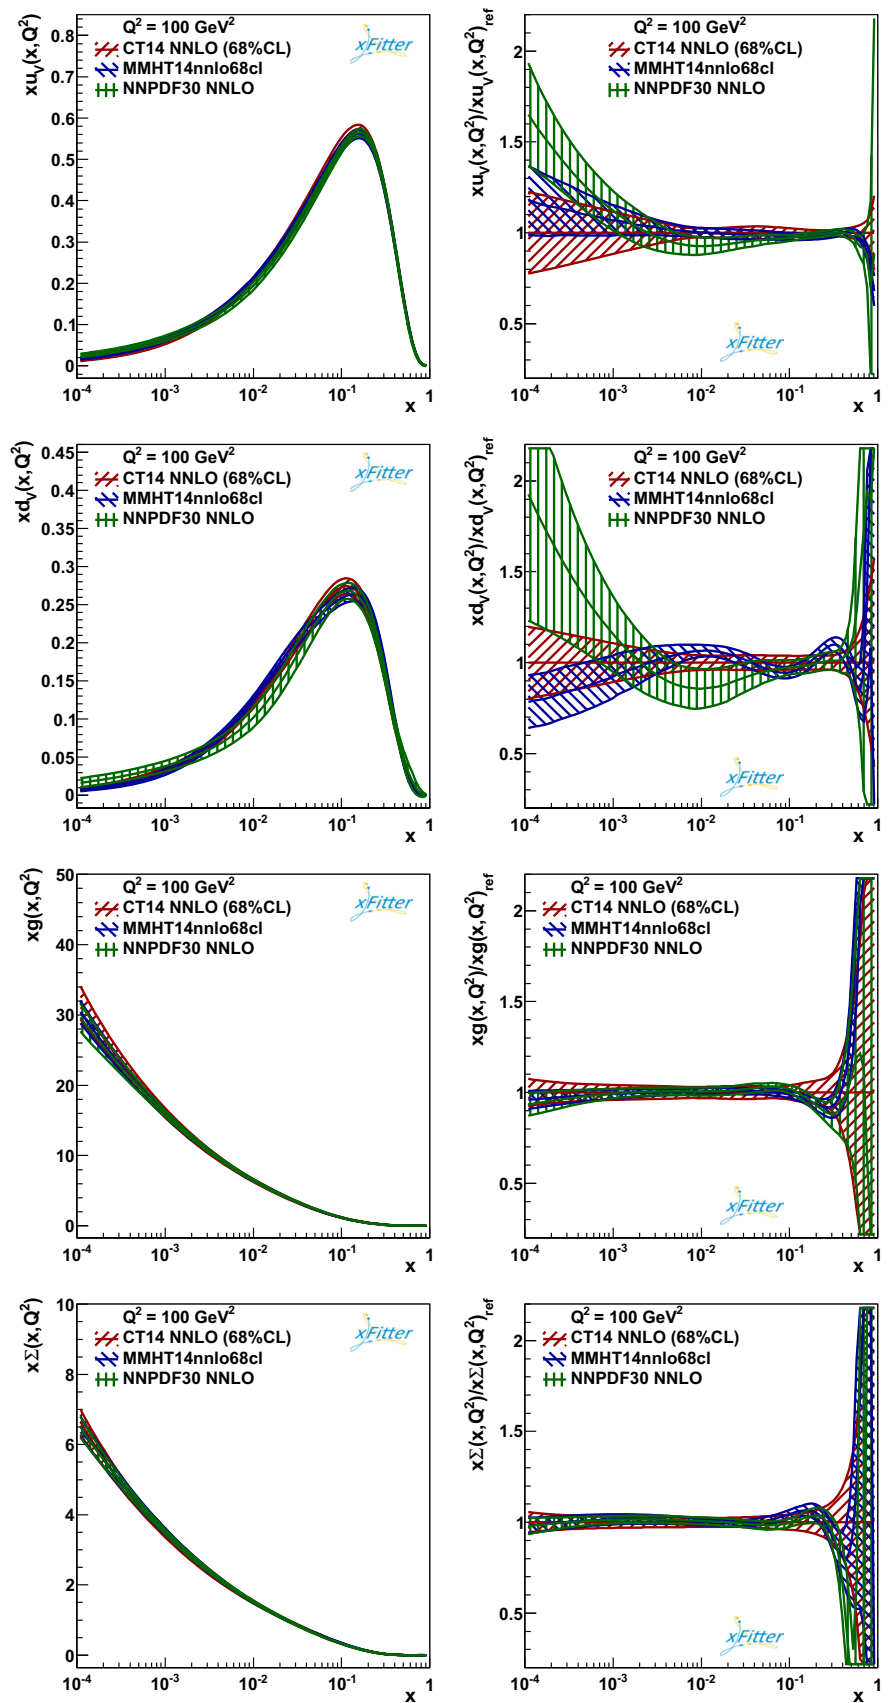 Q² = 100 GeV²
CT14 NNLO (68%CL)
MMHT14nnlo68cl
NNPDF30 NNLO
xFitter
xu_V(x,Q²)
0.8
0.7
0.6
0.5
0.4
0.3
0.2
0.1
0
10⁻⁴ 10⁻³ 10⁻² 10⁻¹ 1
x
Q² = 100 GeV²
CT14 NNLO (68%CL)
MMHT14nnlo68cl
NNPDF30 NNLO
xFitter
xu_V(x,Q²)/xu_V(x,Q²)_ref
2
1.5
1
0.5
10⁻⁴ 10⁻³ 10⁻² 10⁻¹ 1
x
Q² = 100 GeV²
CT14 NNLO (68%CL)
MMHT14nnlo68cl
NNPDF30 NNLO
xFitter
xd_V(x,Q²)
0.45
0.4
0.35
0.3
0.25
0.2
0.15
0.1
0.05
0
10⁻⁴ 10⁻³ 10⁻² 10⁻¹ 1
x
Q² = 100 GeV²
CT14 NNLO (68%CL)
MMHT14nnlo68cl
NNPDF30 NNLO
xFitter
xd_V(x,Q²)/xd_V(x,Q²)_ref
2
1.5
1
0.5
10⁻⁴ 10⁻³ 10⁻² 10⁻¹ 1
x
Q² = 100 GeV²
CT14 NNLO (68%CL)
MMHT14nnlo68cl
NNPDF30 NNLO
xFitter
xg(x,Q²)
50
40
30
20
10
0
10⁻⁴ 10⁻³ 10⁻² 10⁻¹ 1
x
Q² = 100 GeV²
CT14 NNLO (68%CL)
MMHT14nnlo68cl
NNPDF30 NNLO
xFitter
xg(x,Q²)/xg(x,Q²)_ref
2
1.5
1
0.5
10⁻⁴ 10⁻³ 10⁻² 10⁻¹ 1
x
Q² = 100 GeV²
CT14 NNLO (68%CL)
MMHT14nnlo68cl
NNPDF30 NNLO
xFitter
xΣ(x,Q²)
10
8
6
4
2
0
10⁻⁴ 10⁻³ 10⁻² 10⁻¹ 1
x
Q² = 100 GeV²
CT14 NNLO (68%CL)
MMHT14nnlo68cl
NNPDF30 NNLO
xFitter
xΣ(x,Q²)/xΣ(x,Q²)_ref
2
1.5
1
0.5
10⁻⁴ 10⁻³ 10⁻² 10⁻¹ 1
x